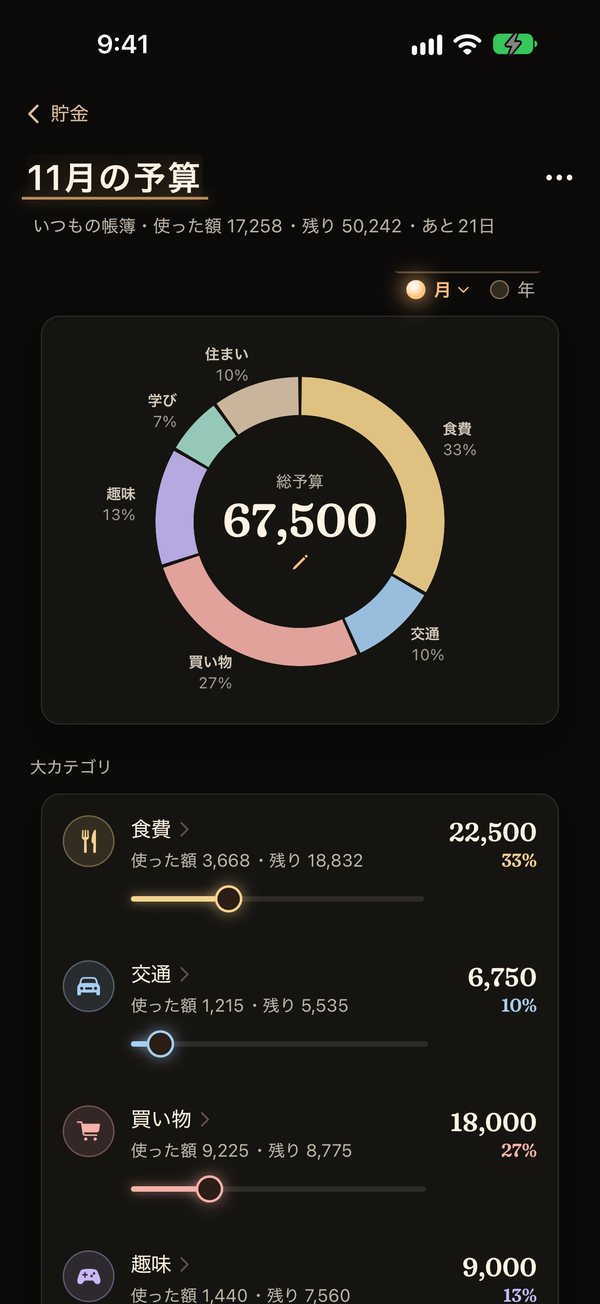 9:41
貯金
11月の予算
いつもの帳簿・使った額 17,258・残り 50,242・あと21日
月 年
住まい
10%
学び
7%
食費
33%
趣味
13%
総予算
67,500
交通
10%
買い物
27%
大カテゴリ
食費 22,500
使った額 3,668・残り 18,832 33%
交通 6,750
使った額 1,215・残り 5,535 10%
買い物 18,000
使った額 9,225・残り 8,775 27%
趣味 9,000
使った額 1,440・残り 7,560 13%